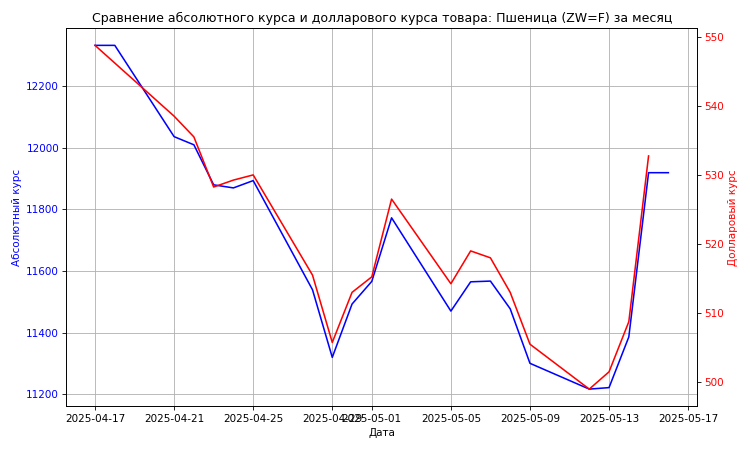 Сравнение абсолютного курса и долларового курса товара: Пшеница (ZW=F) за месяц
550
12200
540
12000
530
11800
520
11600
510
11400
500
11200
Абсолютный курс
Долларовый курс
2025-04-17 2025-04-21 2025-04-25 2025-04-29 2025-05-01 2025-05-05 2025-05-09 2025-05-13 2025-05-17
Дата